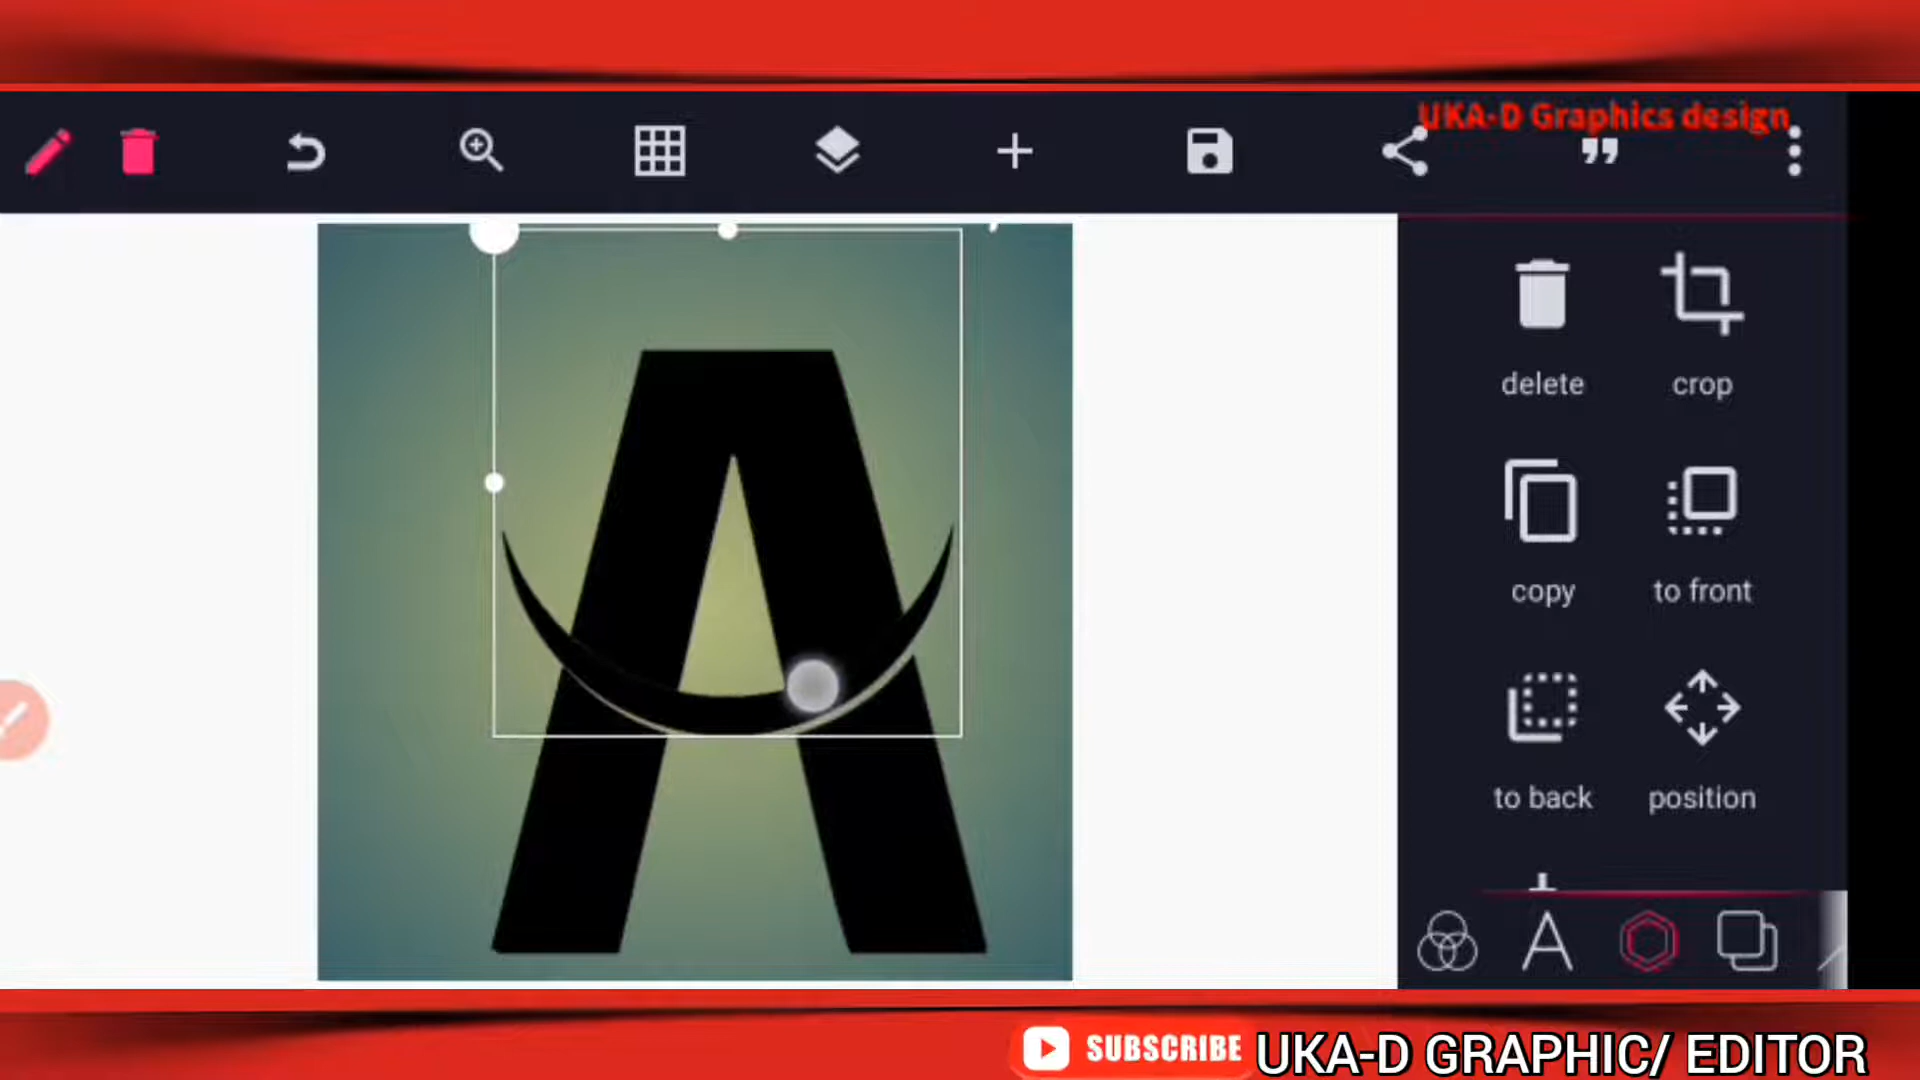 UKA-D Graphics design
delete
crop
copy
to front
to back
position
A
SUBSCRIBE
UKA-D GRAPHIC/ EDITOR